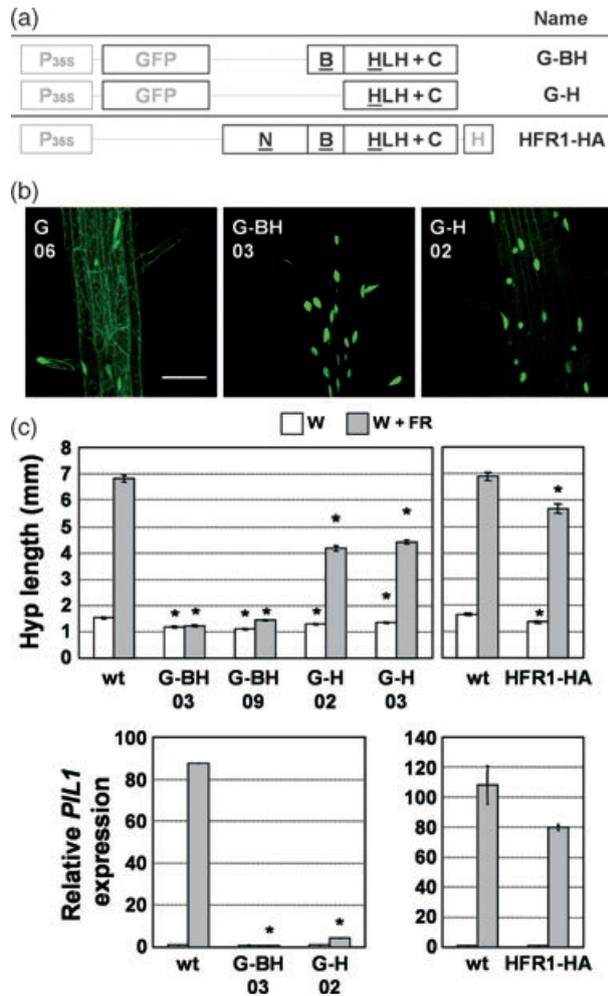 (a)
Name
P35S GFP B HLH + C G-BH
P35S GFP HLH + C G-H
P35S N B HLH + C H HFR1-HA
(b)
G
06
G-BH
03
G-H
02
(c)
W W + FR
Hyp length (mm)
8
7
6
5
4
3
2
1
0
* * * * * * * *
* *
wt G-BH G-BH G-H G-H
03 09 02 03
wt HFR1-HA
Relative PIL1
expression
100
80
60
40
20
0
* *
wt G-BH G-H
03 02
140
120
100
80
60
40
20
0
wt HFR1-HA